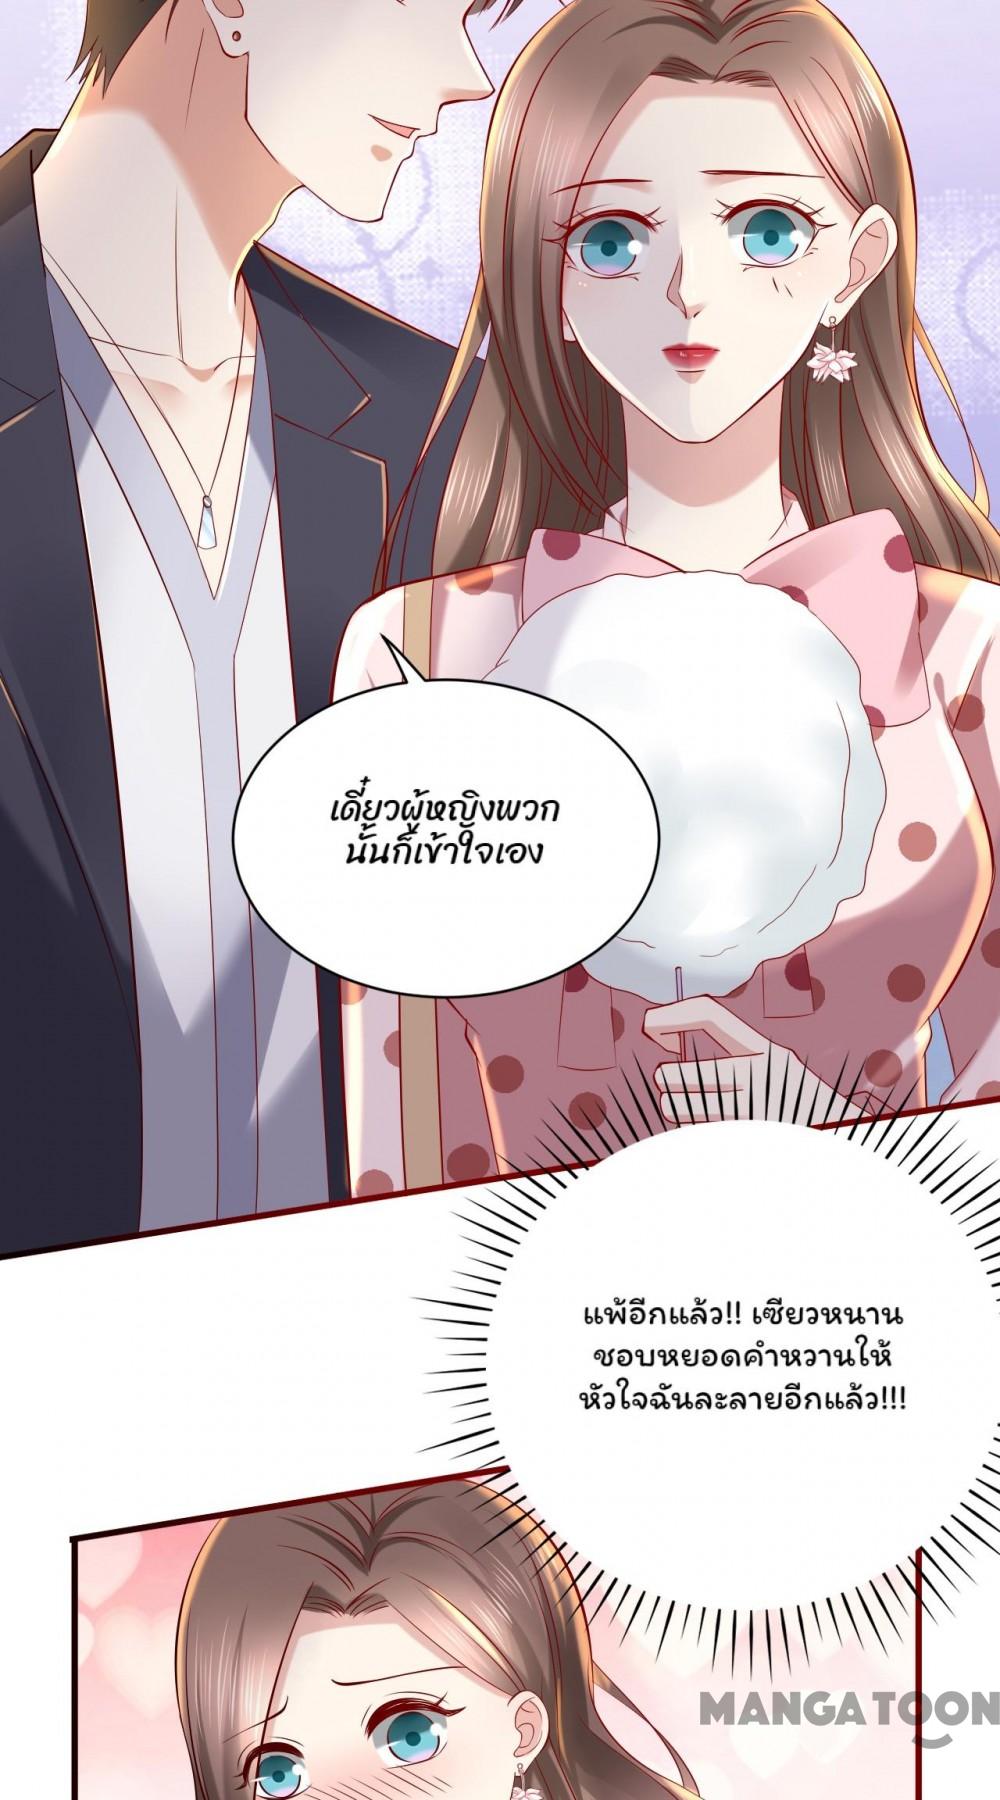 เดี๋ยวผู้หญิงพวก
นั้นก็เข้าใจเอง
แพ้อีกแล้ว!! เซียวหนาน
ชอบหยอดคำหวานให้
หัวใจฉันละลายอีกแล้ว!!!
MANGATOON